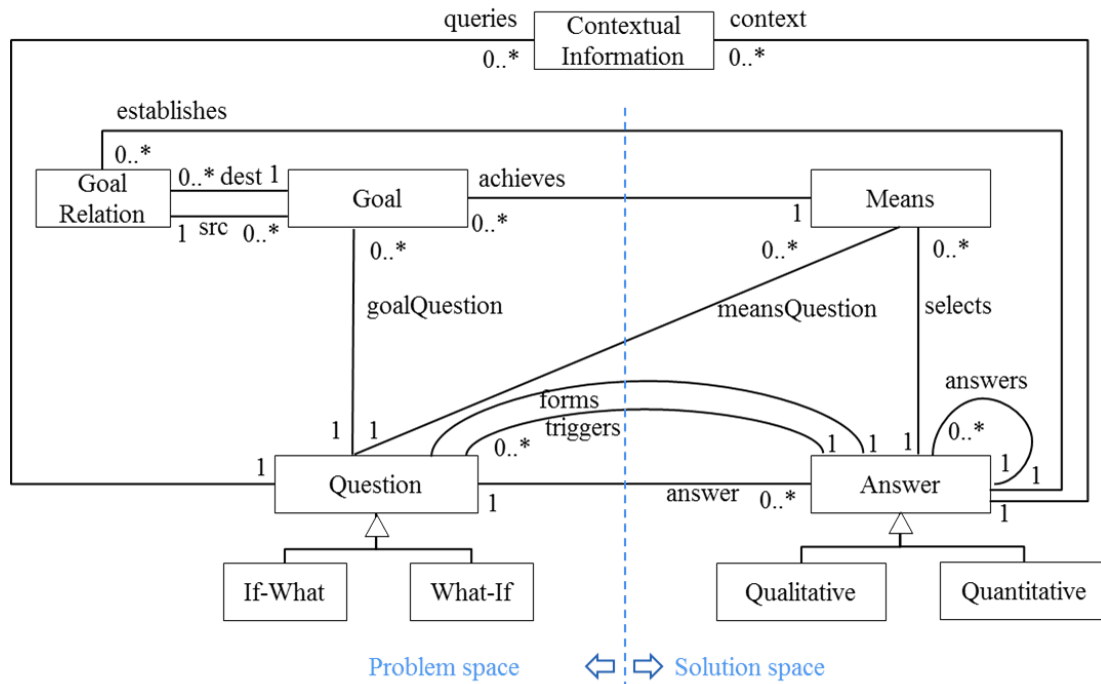 queries
Contextual
Information
context
0..*
0..*
establishes
0..*
Goal
Relation
0..* dest 1
1 src 0..*
Goal
achieves
0..*
1
Means
0..*
0..*
0..*
goalQuestion
meansQuestion
selects
forms
triggers
answers
0..*
0..*
1
1
1
1
1
1
1
1
Question
1
answer
0..*
Answer
1
If-What
What-If
Qualitative
Quantitative
Problem space
Solution space